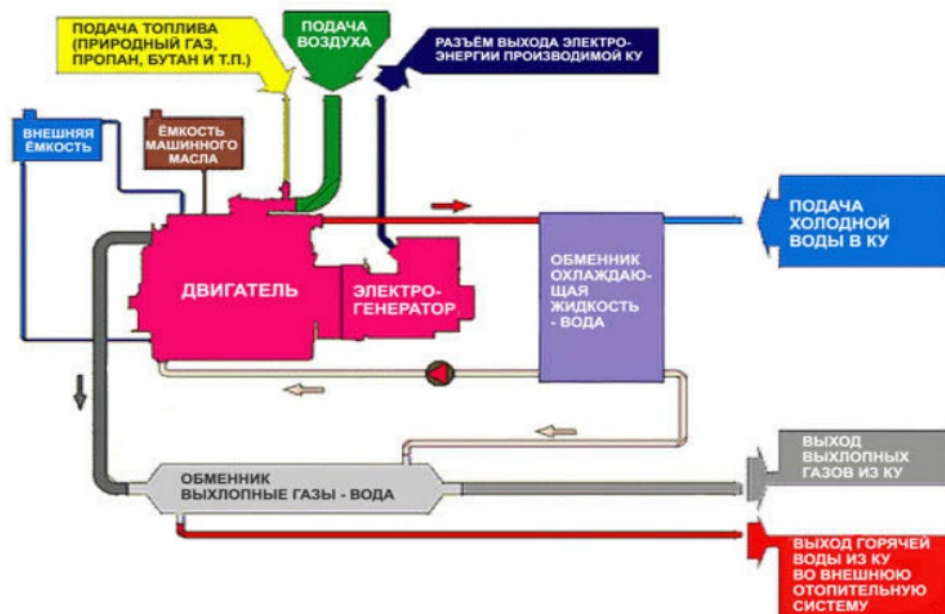 ПОДАЧА ТОПЛИВА
(ПРИРОДНЫЙ ГАЗ,
ПРОПАН, БУТАН И Т.П.)
ПОДАЧА
ВОЗДУХА
РАЗЪЁМ ВЫХОДА ЭЛЕКТРО-
ЭНЕРГИИ ПРОИЗВОДИМОЙ КУ
ВНЕШНЯЯ
ЁМКОСТЬ
ЁМКОСТЬ
МАШИННОГО
МАСЛА
ПОДАЧА
ХОЛОДНОЙ
ВОДЫ В КУ
ДВИГАТЕЛЬ
ЭЛЕКТРО-
ГЕНЕРАТОР
ОБМЕННИК
ОХЛАЖДАЮ-
ЩАЯ
ЖИДКОСТЬ
- ВОДА
ОБМЕННИК
ВЫХЛОПНЫЕ ГАЗЫ - ВОДА
ВЫХОД
ВЫХЛОПНЫХ
ГАЗОВ ИЗ КУ
ВЫХОД ГОРЯЧЕЙ
ВОДЫ ИЗ КУ
ВО ВНЕШНЮЮ
ОТОПИТЕЛЬНУЮ
СИСТЕМУ